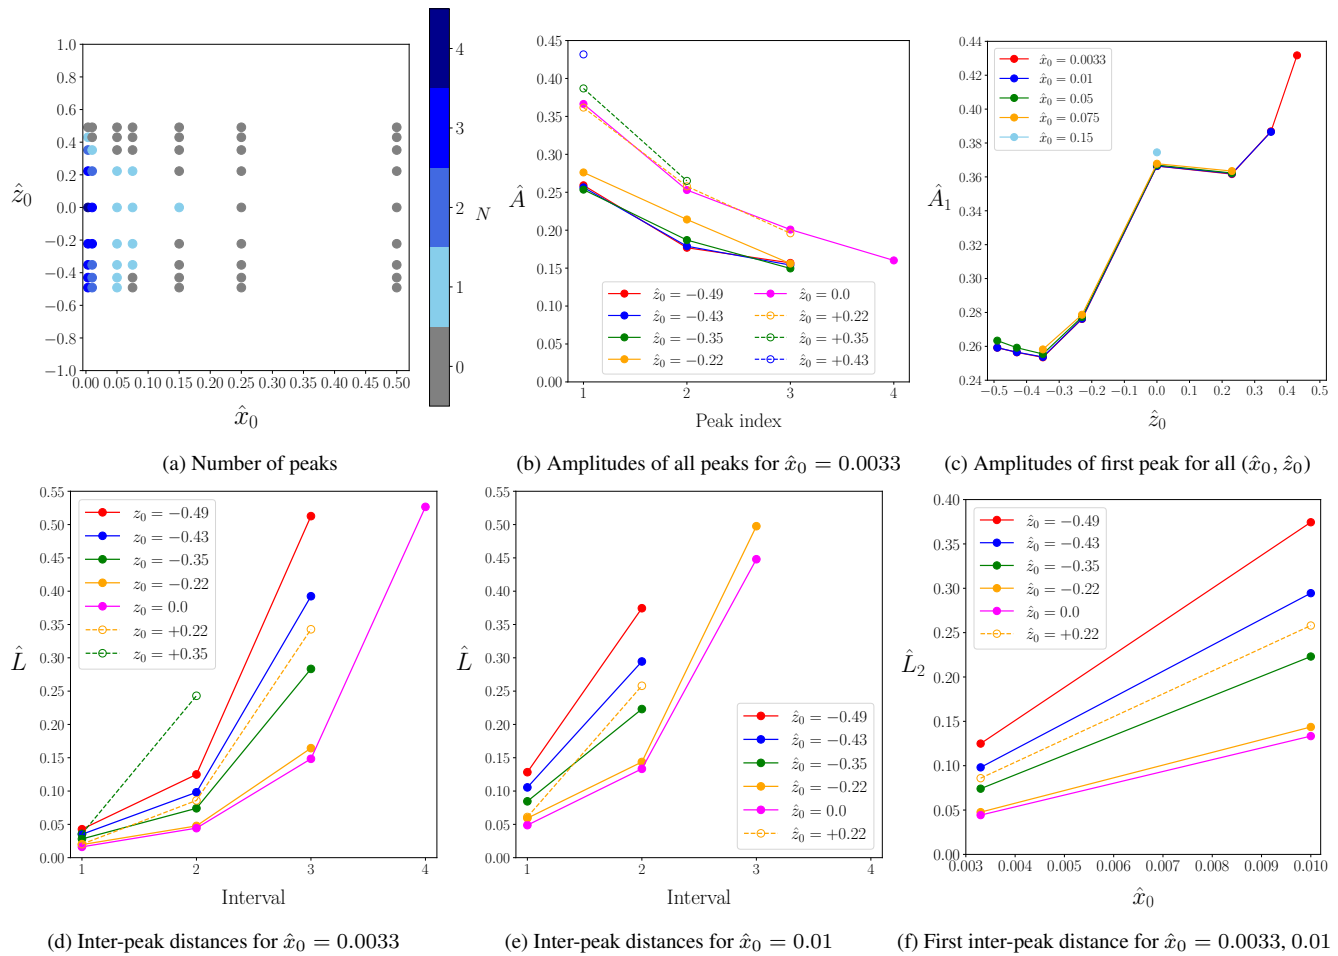 1.0
0.8
0.6
0.4
0.2
0.0
−0.2
−0.4
−0.6
−0.8
−1.0
ẑ₀
0.00 0.05 0.10 0.15 0.20 0.25 0.30 0.35 0.40 0.45 0.50
x̂₀
4
3
2
1
0
N
(a) Number of peaks
0.45
0.40
0.35
0.30
0.25
0.20
0.15
0.10
0.05
0.00
Â
ẑ₀ = −0.49
ẑ₀ = −0.43
ẑ₀ = −0.35
ẑ₀ = −0.22
ẑ₀ = 0.0
ẑ₀ = +0.22
ẑ₀ = +0.35
ẑ₀ = +0.43
1 2 3 4
Peak index
(b) Amplitudes of all peaks for x̂₀ = 0.0033
0.44
0.42
0.40
0.38
0.36
0.34
0.32
0.30
0.28
0.26
0.24
Â₁
x̂₀ = 0.0033
x̂₀ = 0.01
x̂₀ = 0.05
x̂₀ = 0.075
x̂₀ = 0.15
−0.5 −0.4 −0.3 −0.2 −0.1 0.0 0.1 0.2 0.3 0.4 0.5
ẑ₀
(c) Amplitudes of first peak for all (x̂₀, ẑ₀)
0.55
0.50
0.45
0.40
0.35
0.30
0.25
0.20
0.15
0.10
0.05
0.00
L̂
z₀ = −0.49
z₀ = −0.43
z₀ = −0.35
z₀ = −0.22
z₀ = 0.0
z₀ = +0.22
z₀ = +0.35
1 2 3 4
Interval
(d) Inter-peak distances for x̂₀ = 0.0033
0.55
0.50
0.45
0.40
0.35
0.30
0.25
0.20
0.15
0.10
0.05
0.00
L̂
ẑ₀ = −0.49
ẑ₀ = −0.43
ẑ₀ = −0.35
ẑ₀ = −0.22
ẑ₀ = 0.0
ẑ₀ = +0.22
1 2 3 4
Interval
(e) Inter-peak distances for x̂₀ = 0.01
0.40
0.35
0.30
0.25
0.20
0.15
0.10
0.05
0.00
L̂₂
ẑ₀ = −0.49
ẑ₀ = −0.43
ẑ₀ = −0.35
ẑ₀ = −0.22
ẑ₀ = 0.0
ẑ₀ = +0.22
0.003 0.004 0.005 0.006 0.007 0.008 0.009 0.010
x̂₀
(f) First inter-peak distance for x̂₀ = 0.0033, 0.01